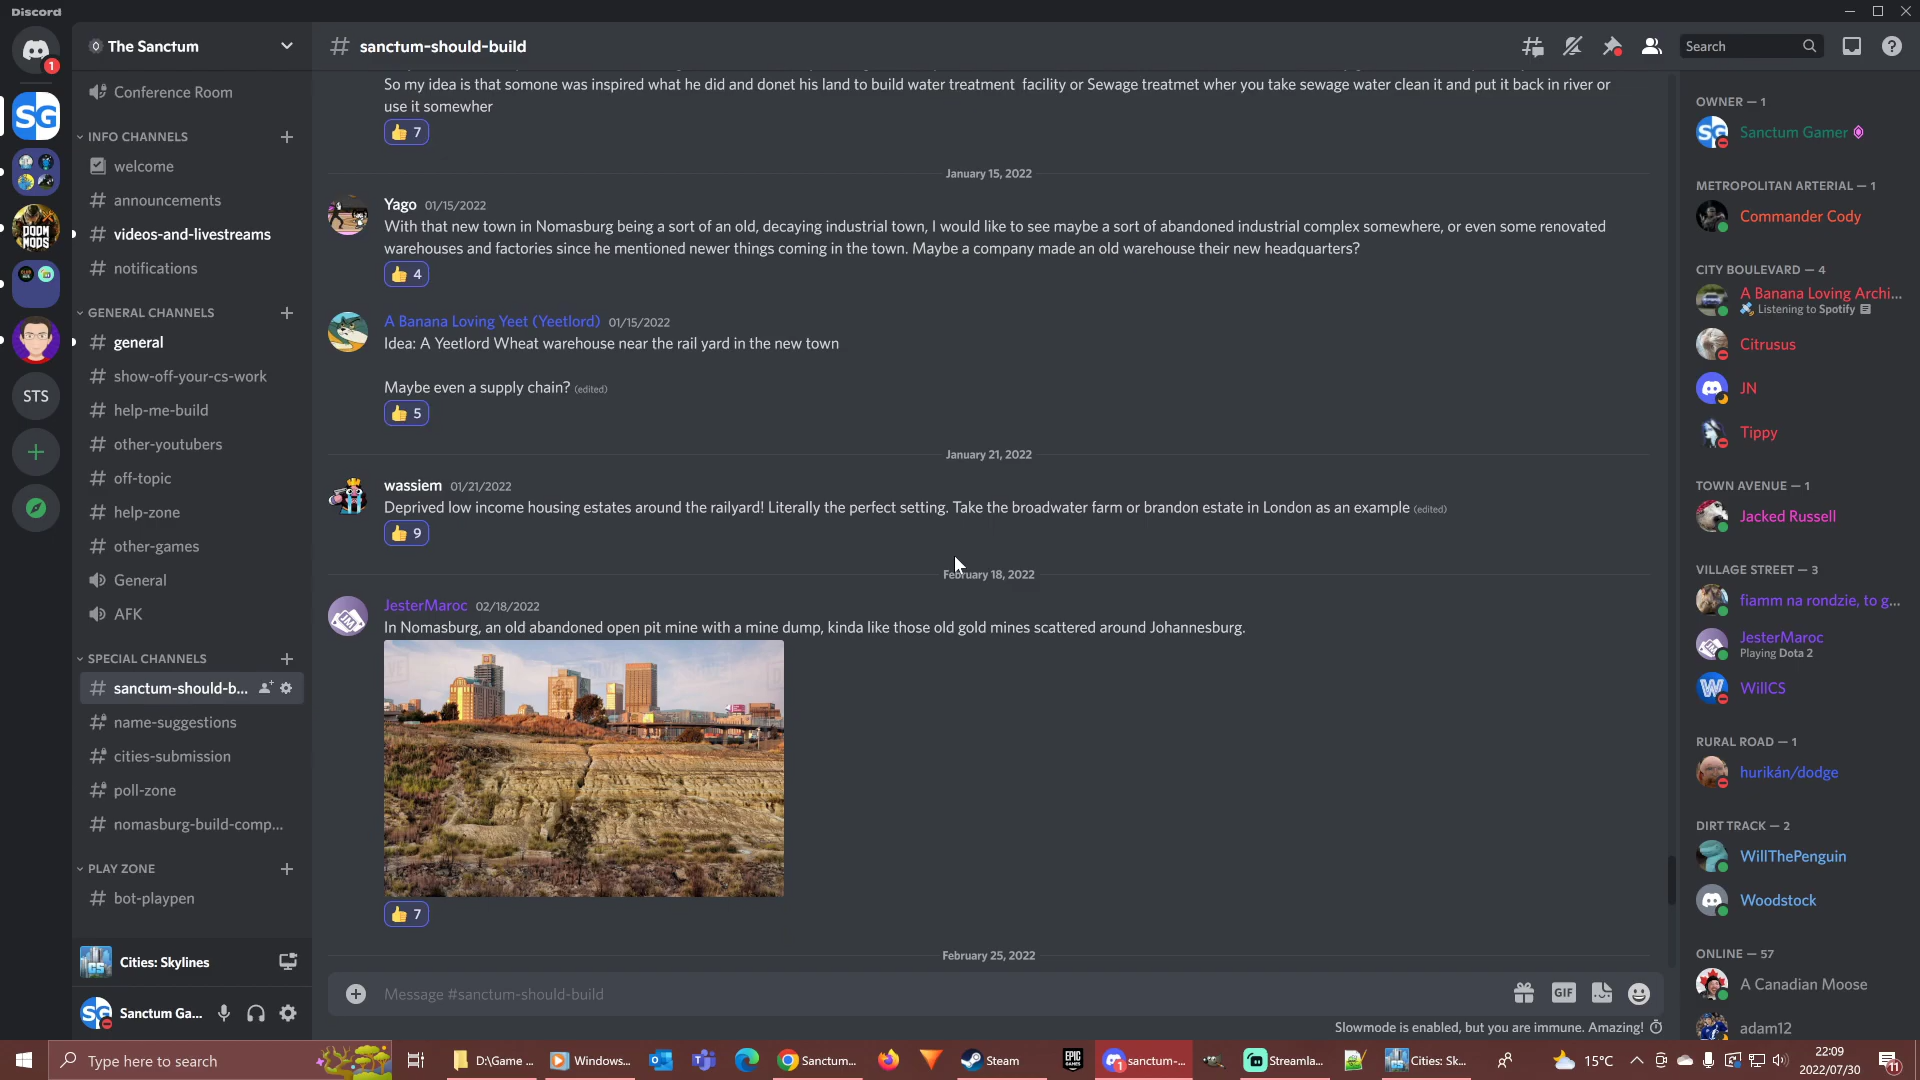 Discord
The Sanctum
Conference Room
INFO CHANNELS
welcome
announcements
videos-and-livestreams
notifications
GENERAL CHANNELS
general
show-off-your-cs-work
help-me-build
other-youtubers
off-topic
help-zone
other-games
General
AFK
SPECIAL CHANNELS
sanctum-should-b...
name-suggestions
cities-submission
poll-zone
nomasburg-build-comp...
PLAY ZONE
bot-playpen
Cities: Skylines
Sanctum Ga...
1
SG
DOOM
MODS
STS
sanctum-should-build
Search
So my idea is that somone was inspired what he did and donet his land to build water treatment facility or Sewage treatmet wher you take sewage water clean it and put it back in river or
use it somewher
7
January 15, 2022
Yago 01/15/2022
With that new town in Nomasburg being a sort of an old, decaying industrial town, I would like to see maybe a sort of abandoned industrial complex somewhere, or even some renovated
warehouses and factories since he mentioned newer things coming in the town. Maybe a company made an old warehouse their new headquarters?
4
A Banana Loving Yeet (Yeetlord) 01/15/2022
Idea: A Yeetlord Wheat warehouse near the rail yard in the new town
Maybe even a supply chain? (edited)
5
January 21, 2022
wassiem 01/21/2022
Deprived low income housing estates around the railyard! Literally the perfect setting. Take the broadwater farm or brandon estate in London as an example (edited)
9
February 18, 2022
JesterMaroc 02/18/2022
In Nomasburg, an old abandoned open pit mine with a mine dump, kinda like those old gold mines scattered around Johannesburg.
7
February 25, 2022
Message #sanctum-should-build
GIF
Slowmode is enabled, but you are immune. Amazing!
OWNER — 1
Sanctum Gamer
METROPOLITAN ARTERIAL — 1
Commander Cody
CITY BOULEVARD — 4
A Banana Loving Archi...
Listening to Spotify
Citrusus
JN
Tippy
TOWN AVENUE — 1
Jacked Russell
VILLAGE STREET — 3
fiamm na rondzie, to g...
JesterMaroc
Playing Dota 2
WillCS
RURAL ROAD — 1
hurikán/dodge
DIRT TRACK — 2
WillThePenguin
Woodstock
ONLINE — 57
A Canadian Moose
adam12
Type here to search
D:\Game ...
Windows...
Sanctum...
Steam
EPIC
GAMES
sanctum-...
Streamla...
Cities: Sk...
15°C
22:09
2022/07/30
11